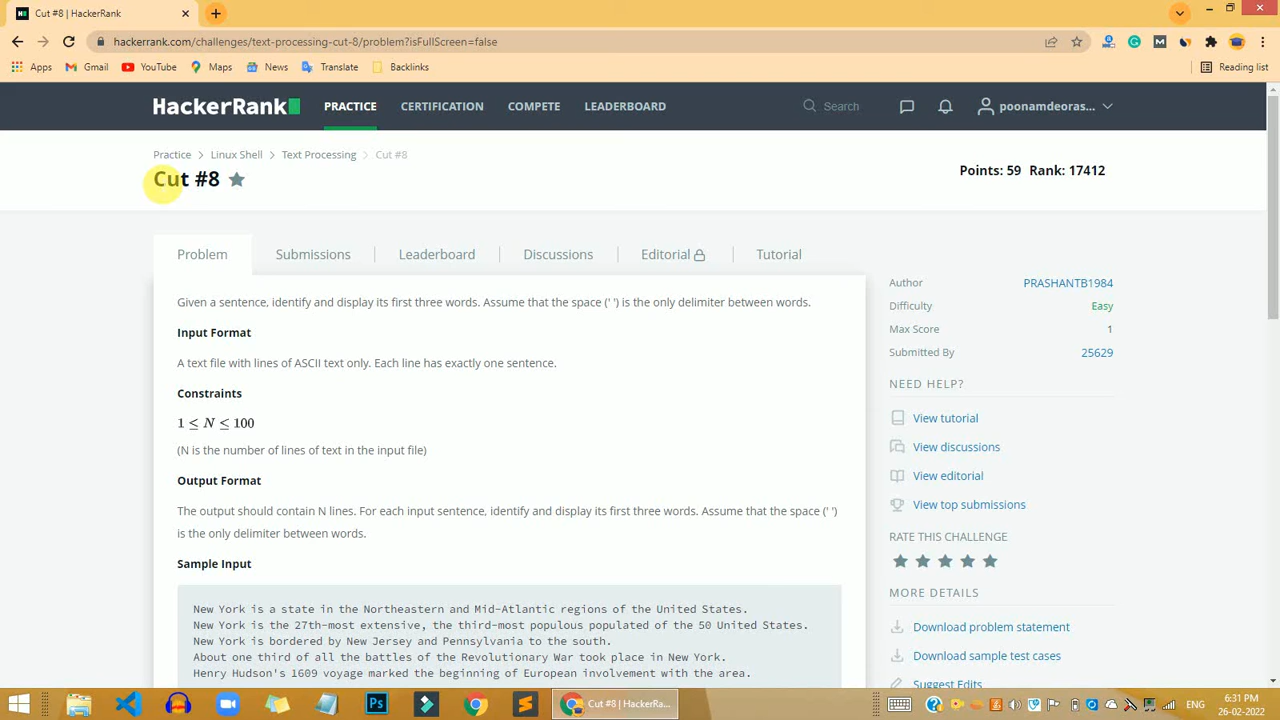 Cut #8 | HackerRank
hackerrank.com/challenges/text-processing-cut-8/problem?isFullScreen=false
Apps Gmail YouTube Maps News Translate Backlinks Reading list
HackerRank PRACTICE CERTIFICATION COMPETE LEADERBOARD Search poonamdeoras...
Practice > Linux Shell > Text Processing > Cut #8
Cut #8
Points: 59 Rank: 17412
Problem Submissions Leaderboard Discussions Editorial Tutorial
Given a sentence, identify and display its first three words. Assume that the space (' ') is the only delimiter between words.
Input Format
A text file with lines of ASCII text only. Each line has exactly one sentence.
Constraints
1 ≤ N ≤ 100
(N is the number of lines of text in the input file)
Output Format
The output should contain N lines. For each input sentence, identify and display its first three words. Assume that the space (' ')
is the only delimiter between words.
Sample Input
New York is a state in the Northeastern and Mid-Atlantic regions of the United States.
New York is the 27th-most extensive, the third-most populous populated of the 50 United States.
New York is bordered by New Jersey and Pennsylvania to the south.
About one third of all the battles of the Revolutionary War took place in New York.
Henry Hudson's 1609 voyage marked the beginning of European involvement with the area.
Author PRASHANTB1984
Difficulty Easy
Max Score 1
Submitted By 25629
NEED HELP?
View tutorial
View discussions
View editorial
View top submissions
RATE THIS CHALLENGE
MORE DETAILS
Download problem statement
Download sample test cases
Suggest Edits
Cut #8 | HackerRa...
ENG
6:31 PM
26-02-2022